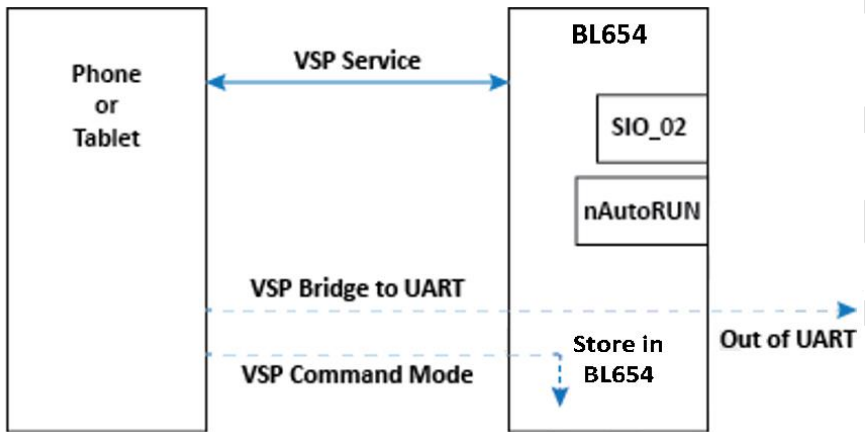 Phone
or
Tablet
VSP Service
BL654
SIO_02
nAutoRUN
VSP Bridge to UART
Out of UART
VSP Command Mode
Store in
BL654